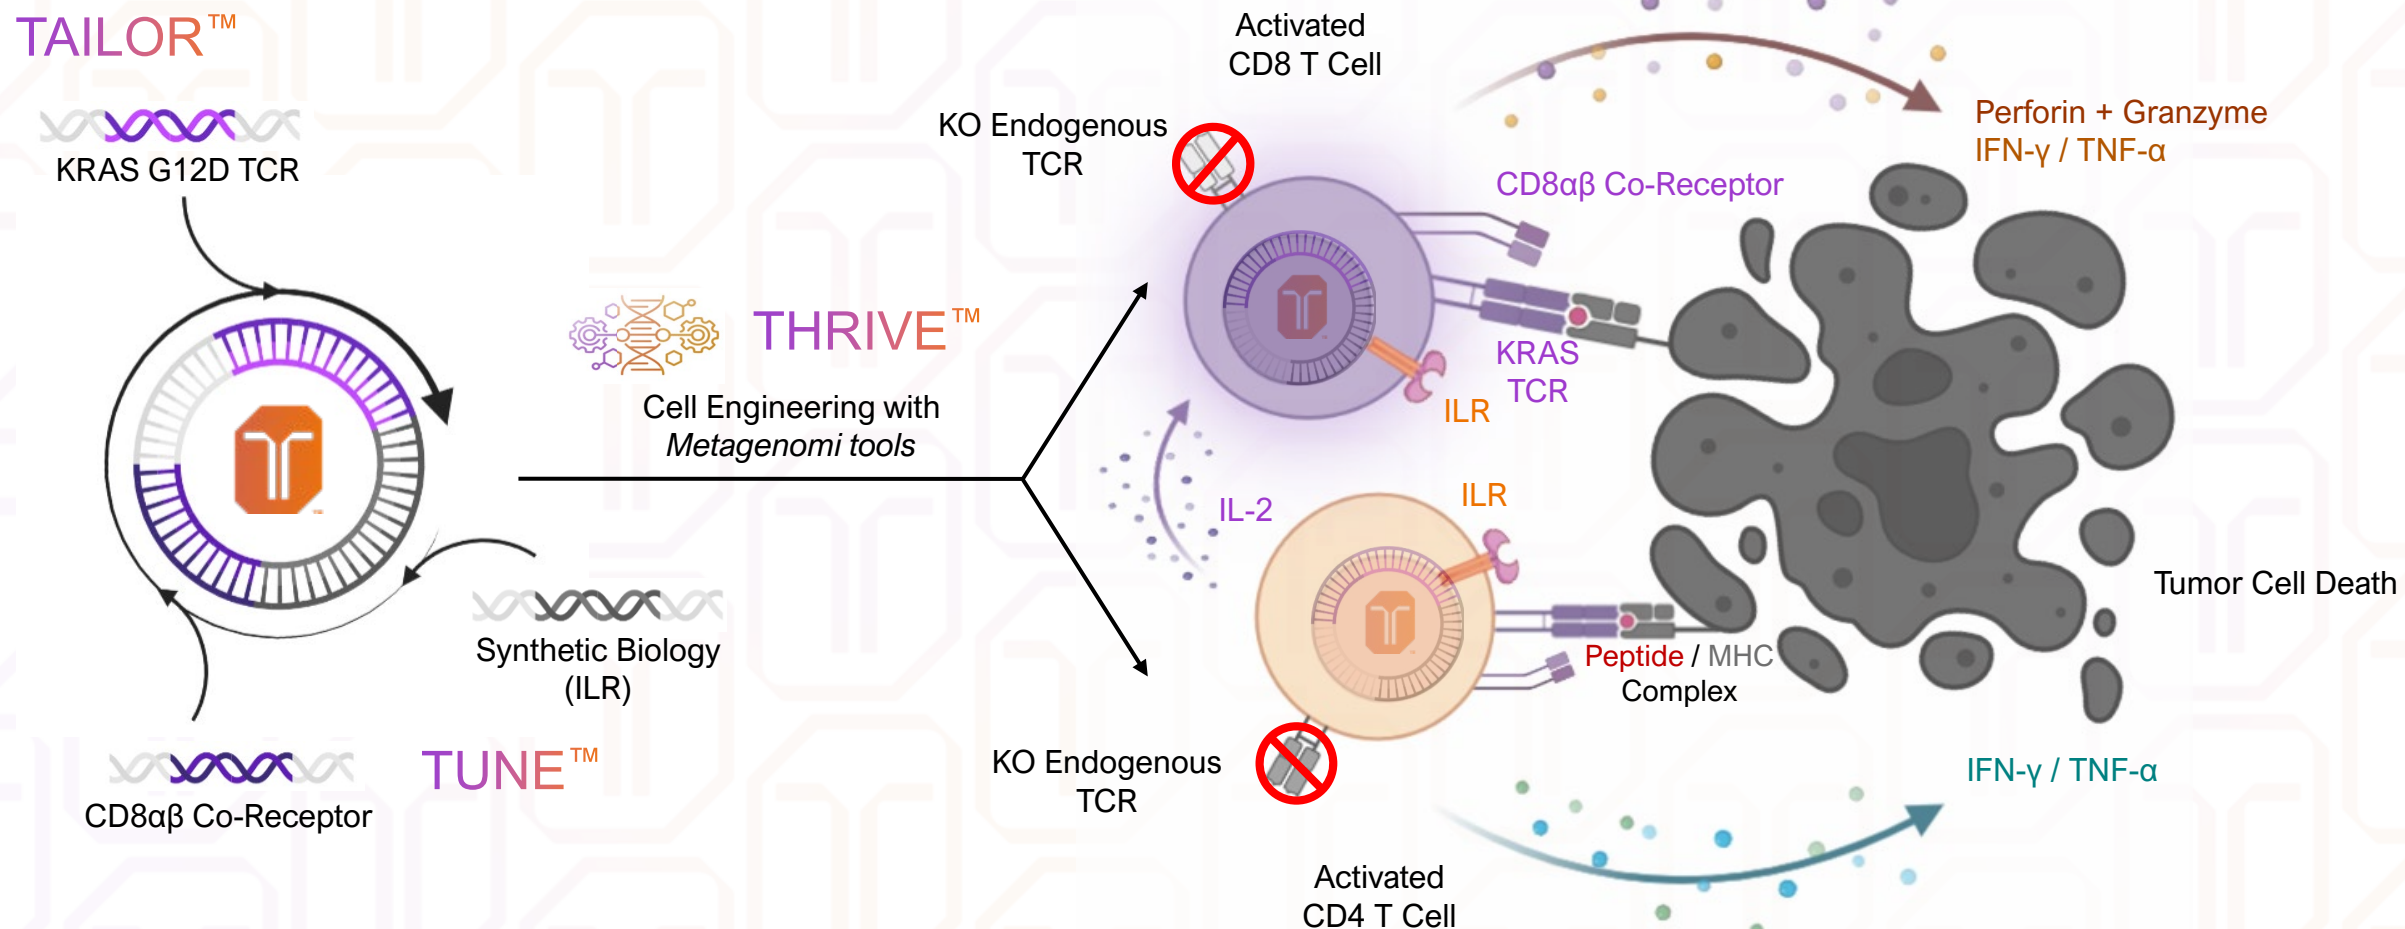 TAILOR™
KRAS G12D TCR
Synthetic Biology
(ILR)
CD8αβ Co-Receptor
TUNE™
THRIVE™
Cell Engineering with
Metagenomi tools
Activated
CD8 T Cell
KO Endogenous
TCR
CD8αβ Co-Receptor
KRAS
TCR
ILR
Perforin + Granzyme
IFN-γ / TNF-α
IL-2
ILR
Peptide / MHC
Complex
Tumor Cell Death
KO Endogenous
TCR
IFN-γ / TNF-α
Activated
CD4 T Cell